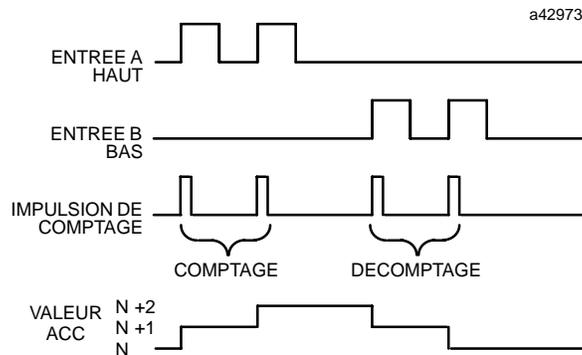 a42973
ENTREE A
HAUT
ENTREE B
BAS
IMPULSION DE
COMPTAGE
COMPTAGE
DECOMPTAGE
VALEUR
ACC
N +2
N +1
N